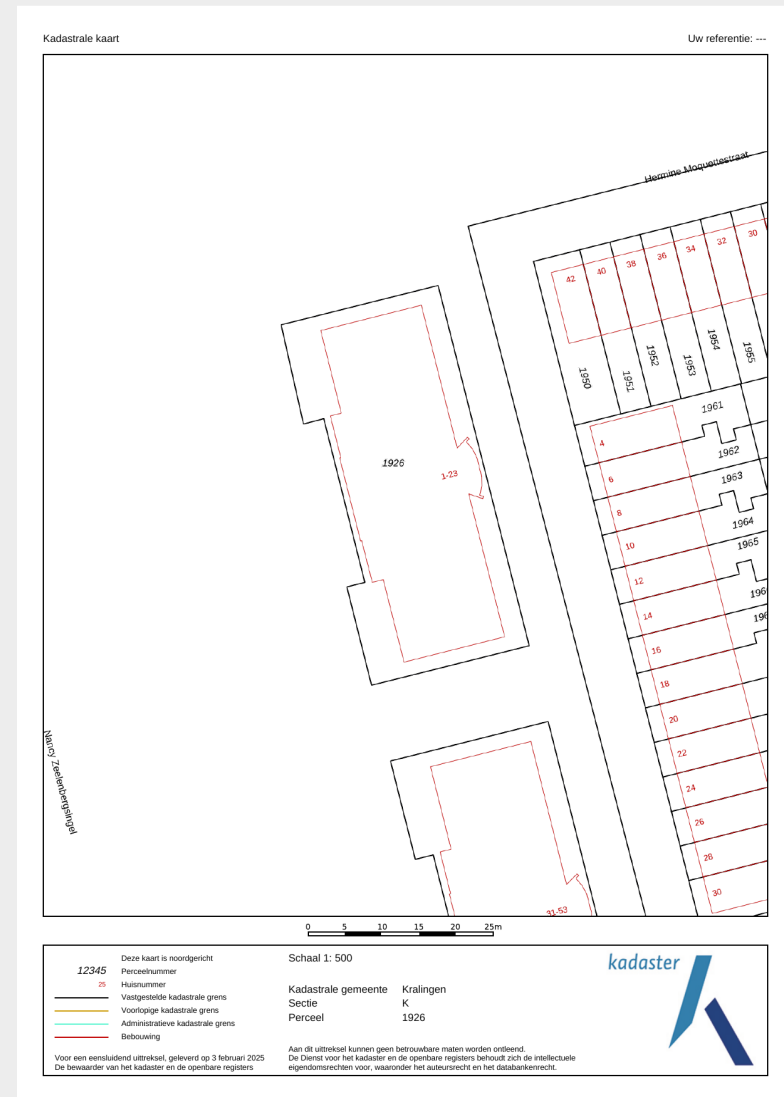 Kadastrale kaart
Uw referentie: ---
Hermine Moquettestraat
42
40
38
36
34
32
30
1950
1951
1952
1953
1954
1955
1926
1-23
4
6
8
10
12
14
16
18
20
22
24
26
28
30
1961
1962
1963
1964
1965
196
196
Nancy Zeelenbergsingel
31-53
0 5 10 15 20 25m
Deze kaart is noordgericht
12345 Perceelnummer
25 Huisnummer
Vastgestelde kadastrale grens
Voorlopige kadastrale grens
Administratieve kadastrale grens
Bebouwing
Voor een eensluidend uittreksel, geleverd op 3 februari 2025
De bewaarder van het kadaster en de openbare registers
Schaal 1: 500
Kadastrale gemeente Kralingen
Sectie K
Perceel 1926
Aan dit uittreksel kunnen geen betrouwbare maten worden ontleend.
De Dienst voor het kadaster en de openbare registers behoudt zich de intellectuele
eigendomsrechten voor, waaronder het auteursrecht en het databankenrecht.
kadaster